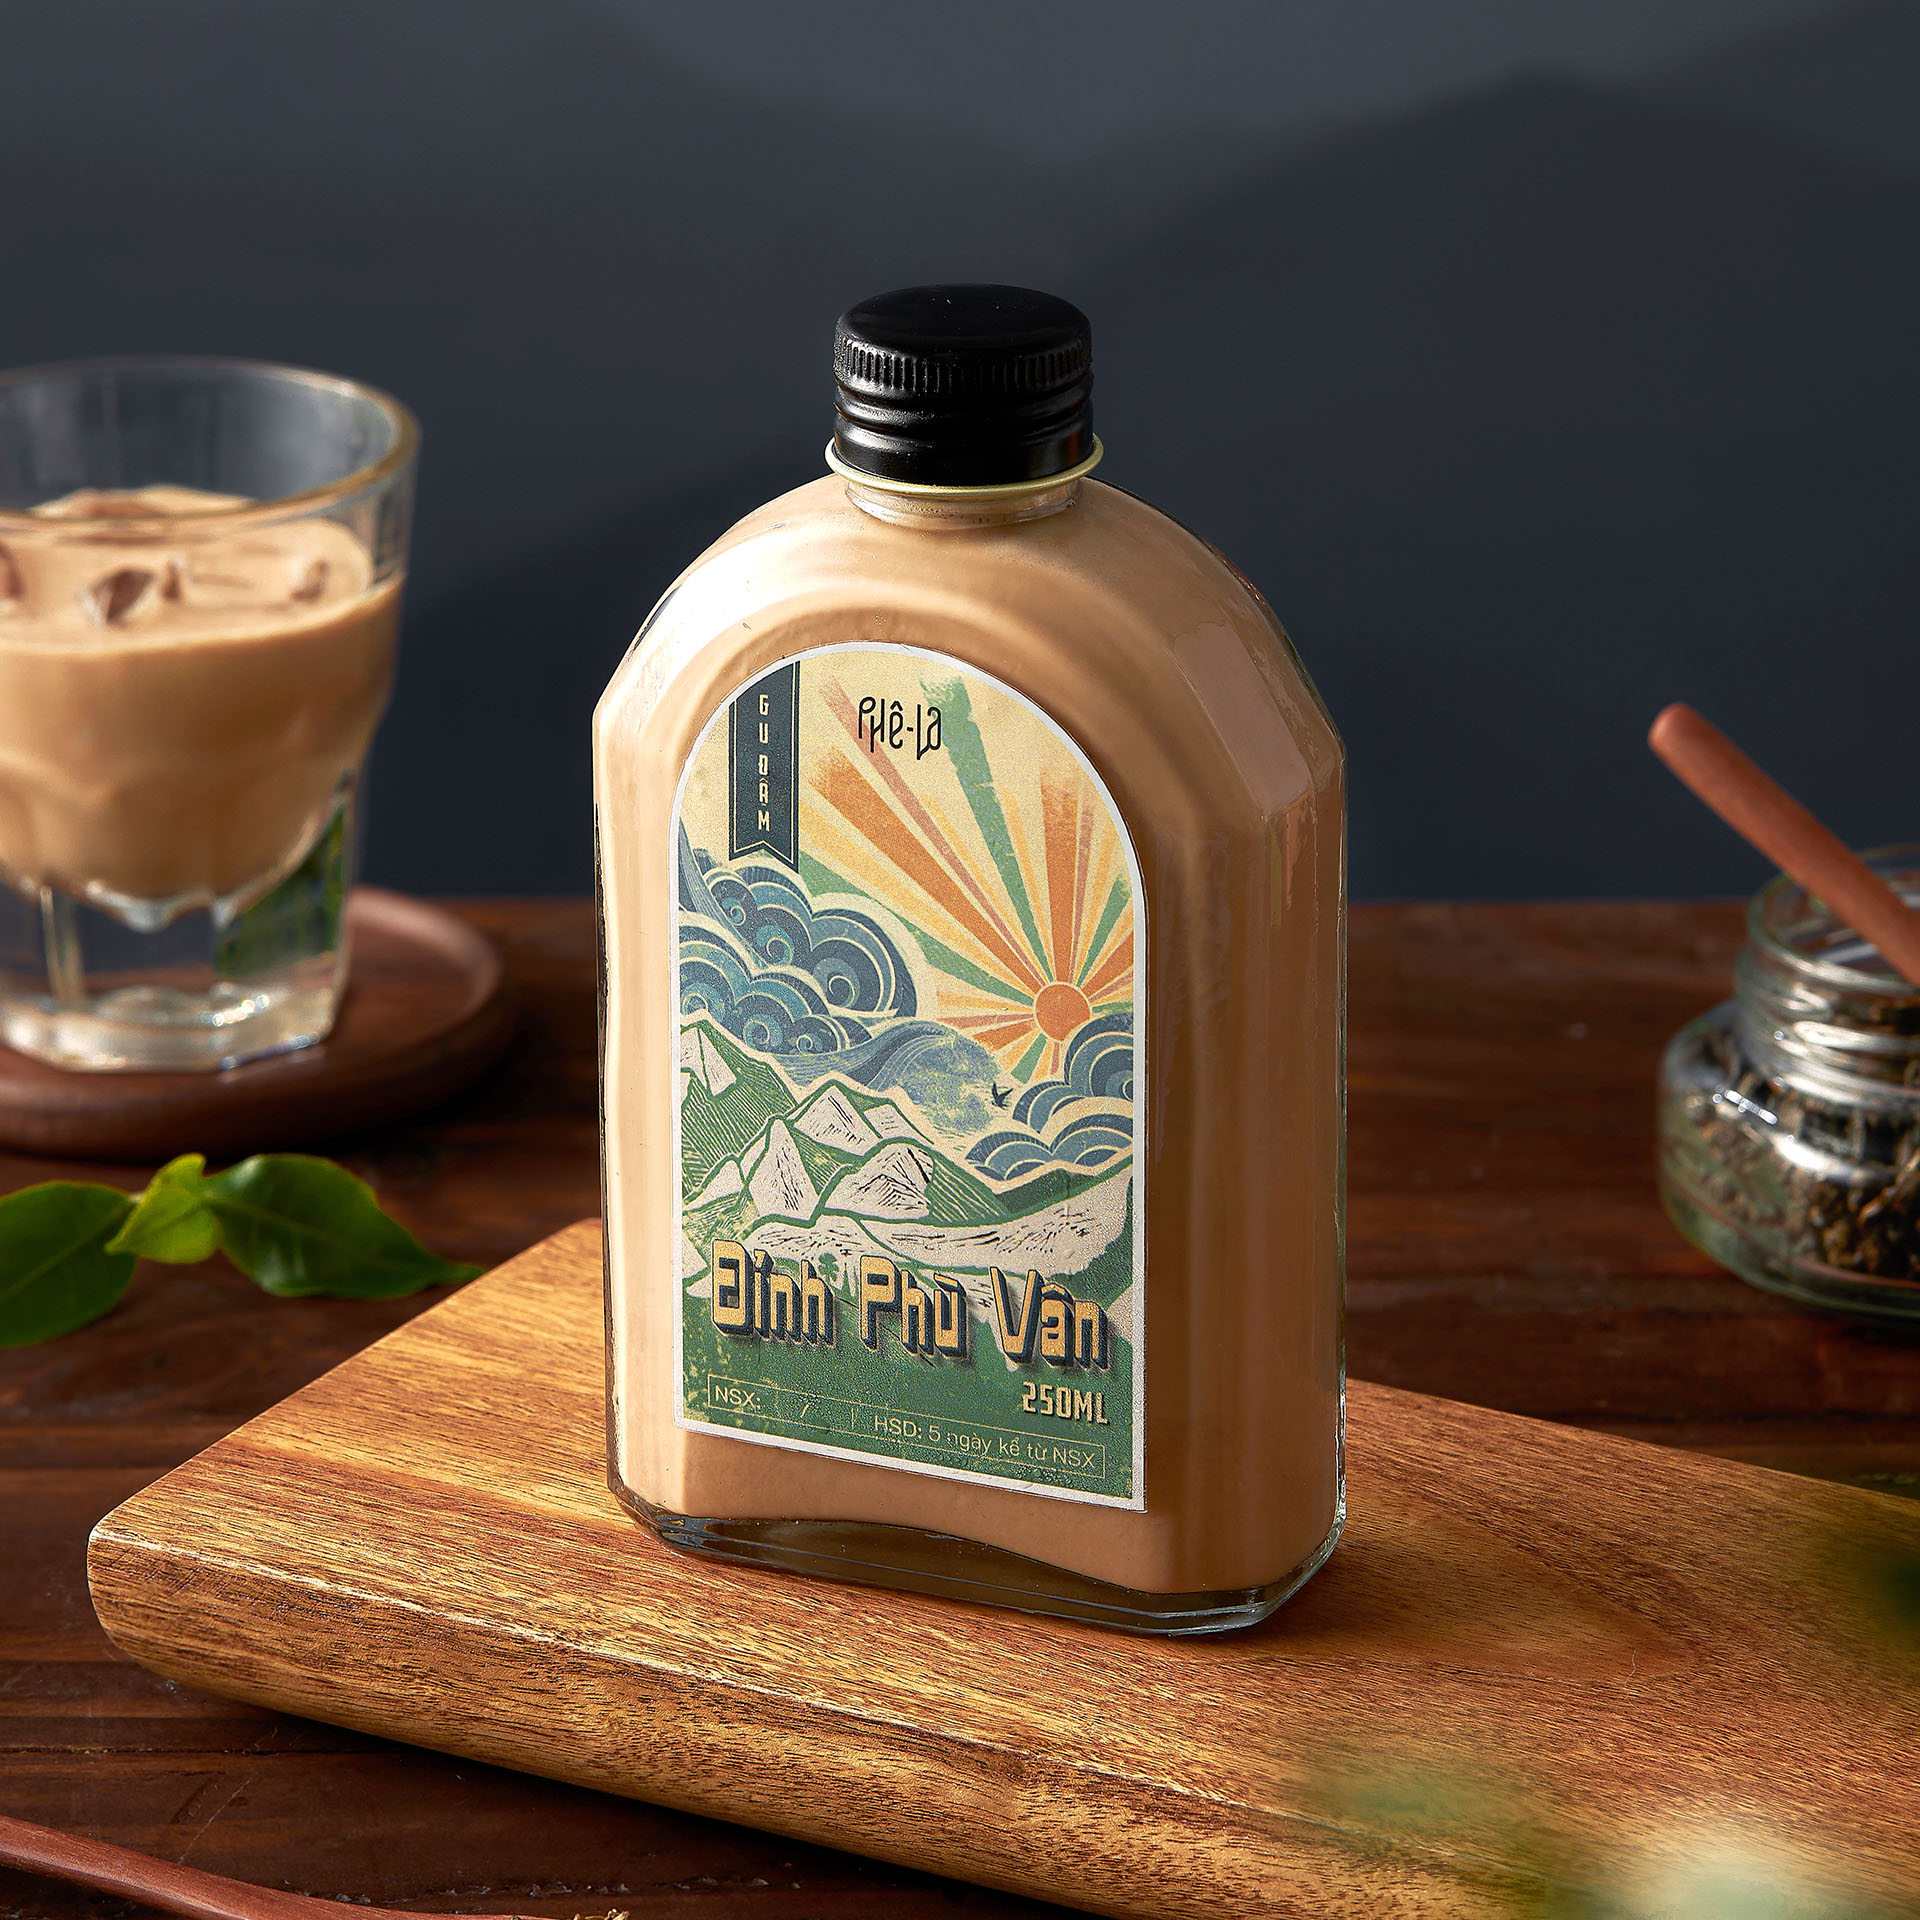 PHÊ-LA
GU ĐẬM
Đỉnh Phù Vân
250ML
NSX: / /
HSD: 5 ngày kể từ NSX